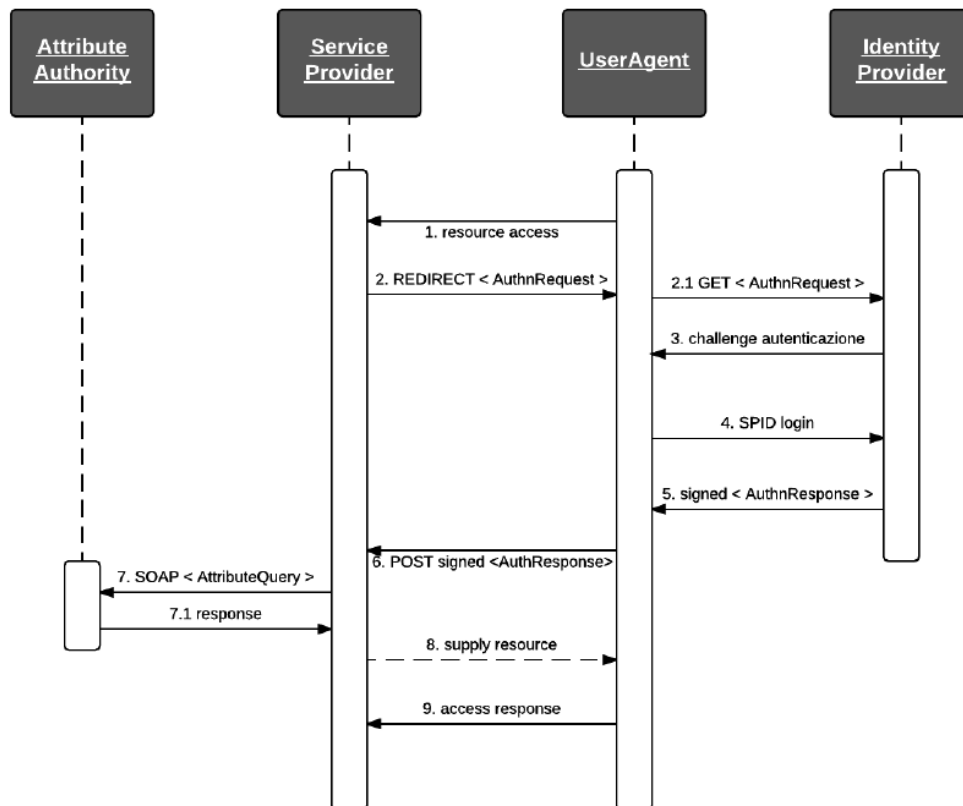 Attribute
Authority
Service
Provider
UserAgent
Identity
Provider
1. resource access
2. REDIRECT < AuthnRequest >
2.1 GET < AuthnRequest >
3. challenge autenticazione
4. SPID login
5. signed < AuthnResponse >
6. POST signed <AuthResponse>
7. SOAP < AttributeQuery >
7.1 response
8. supply resource
9. access response